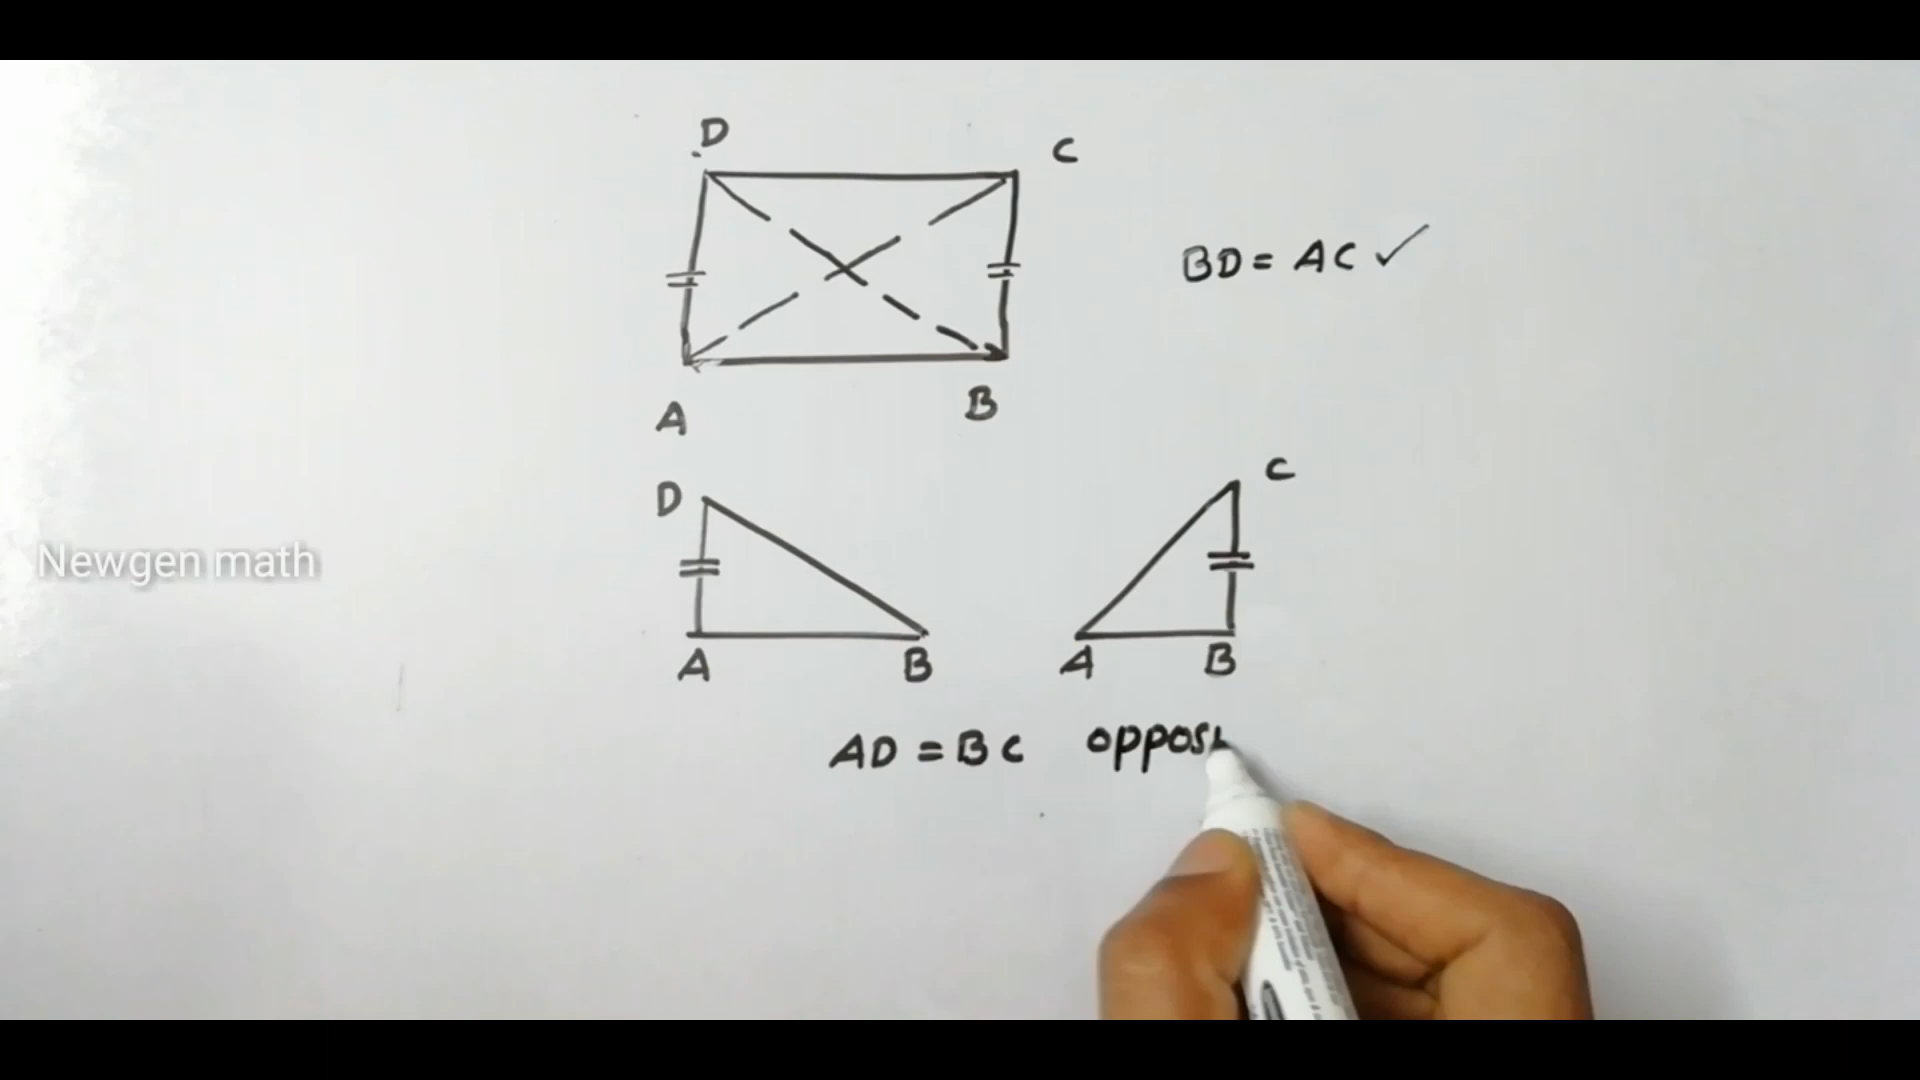 D
C
BD = AC ✓
A
B
C
D
Newgen math
A B A B
AD = BC